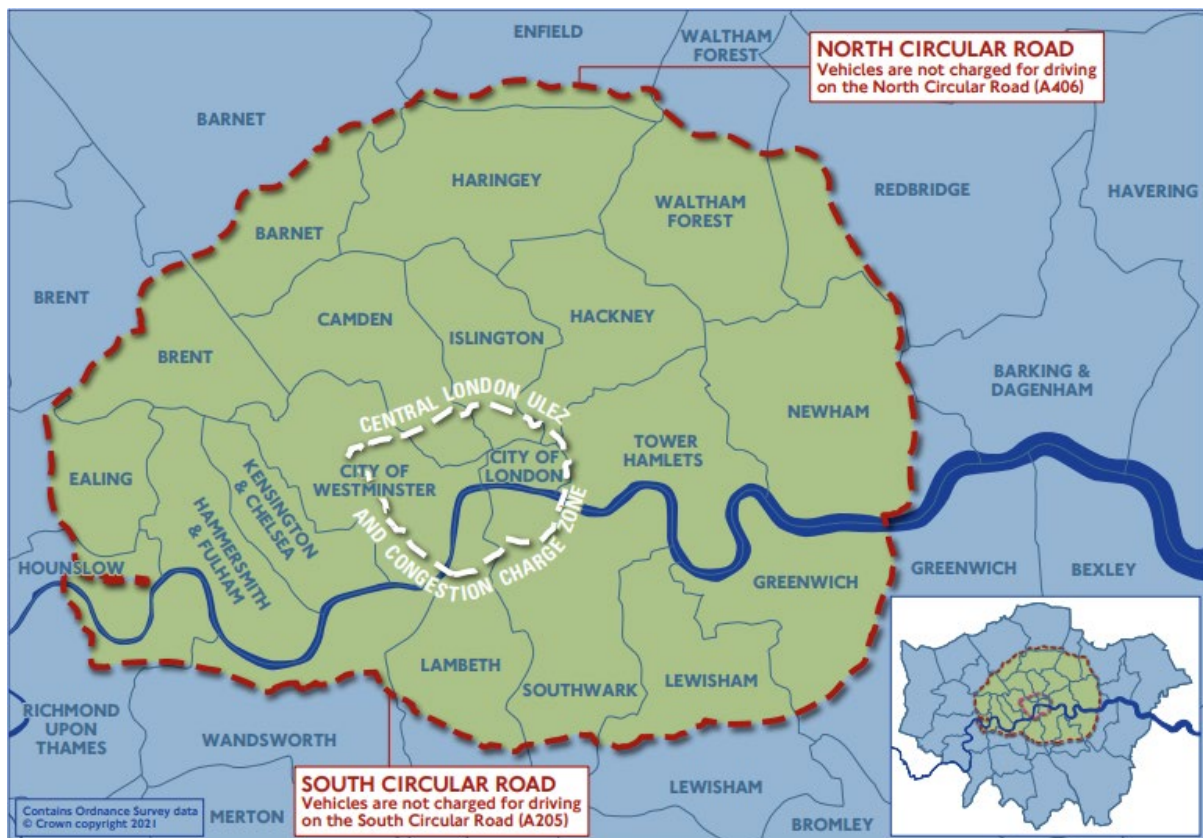 ENFIELD
WALTHAM
FOREST
NORTH CIRCULAR ROAD
Vehicles are not charged for driving
on the North Circular Road (A406)
BARNET
HARINGEY
REDBRIDGE
HAVERING
WALTHAM
FOREST
BARNET
BRENT
CAMDEN
HACKNEY
ISLINGTON
BRENT
BARKING &
DAGENHAM
CENTRAL LONDON ULEZ
NEWHAM
TOWER
HAMLETS
EALING
KENSINGTON
& CHELSEA
CITY OF
WESTMINSTER
CITY OF
LONDON
HAMMERSMITH
& FULHAM
AND CONGESTION CHARGE ZONE
HOUNSLOW
GREENWICH
GREENWICH
BEXLEY
LAMBETH
SOUTHWARK
LEWISHAM
RICHMOND
UPON
THAMES
WANDSWORTH
SOUTH CIRCULAR ROAD
Vehicles are not charged for driving
on the South Circular Road (A205)
LEWISHAM
Contains Ordnance Survey data
© Crown copyright 2021
MERTON
BROMLEY